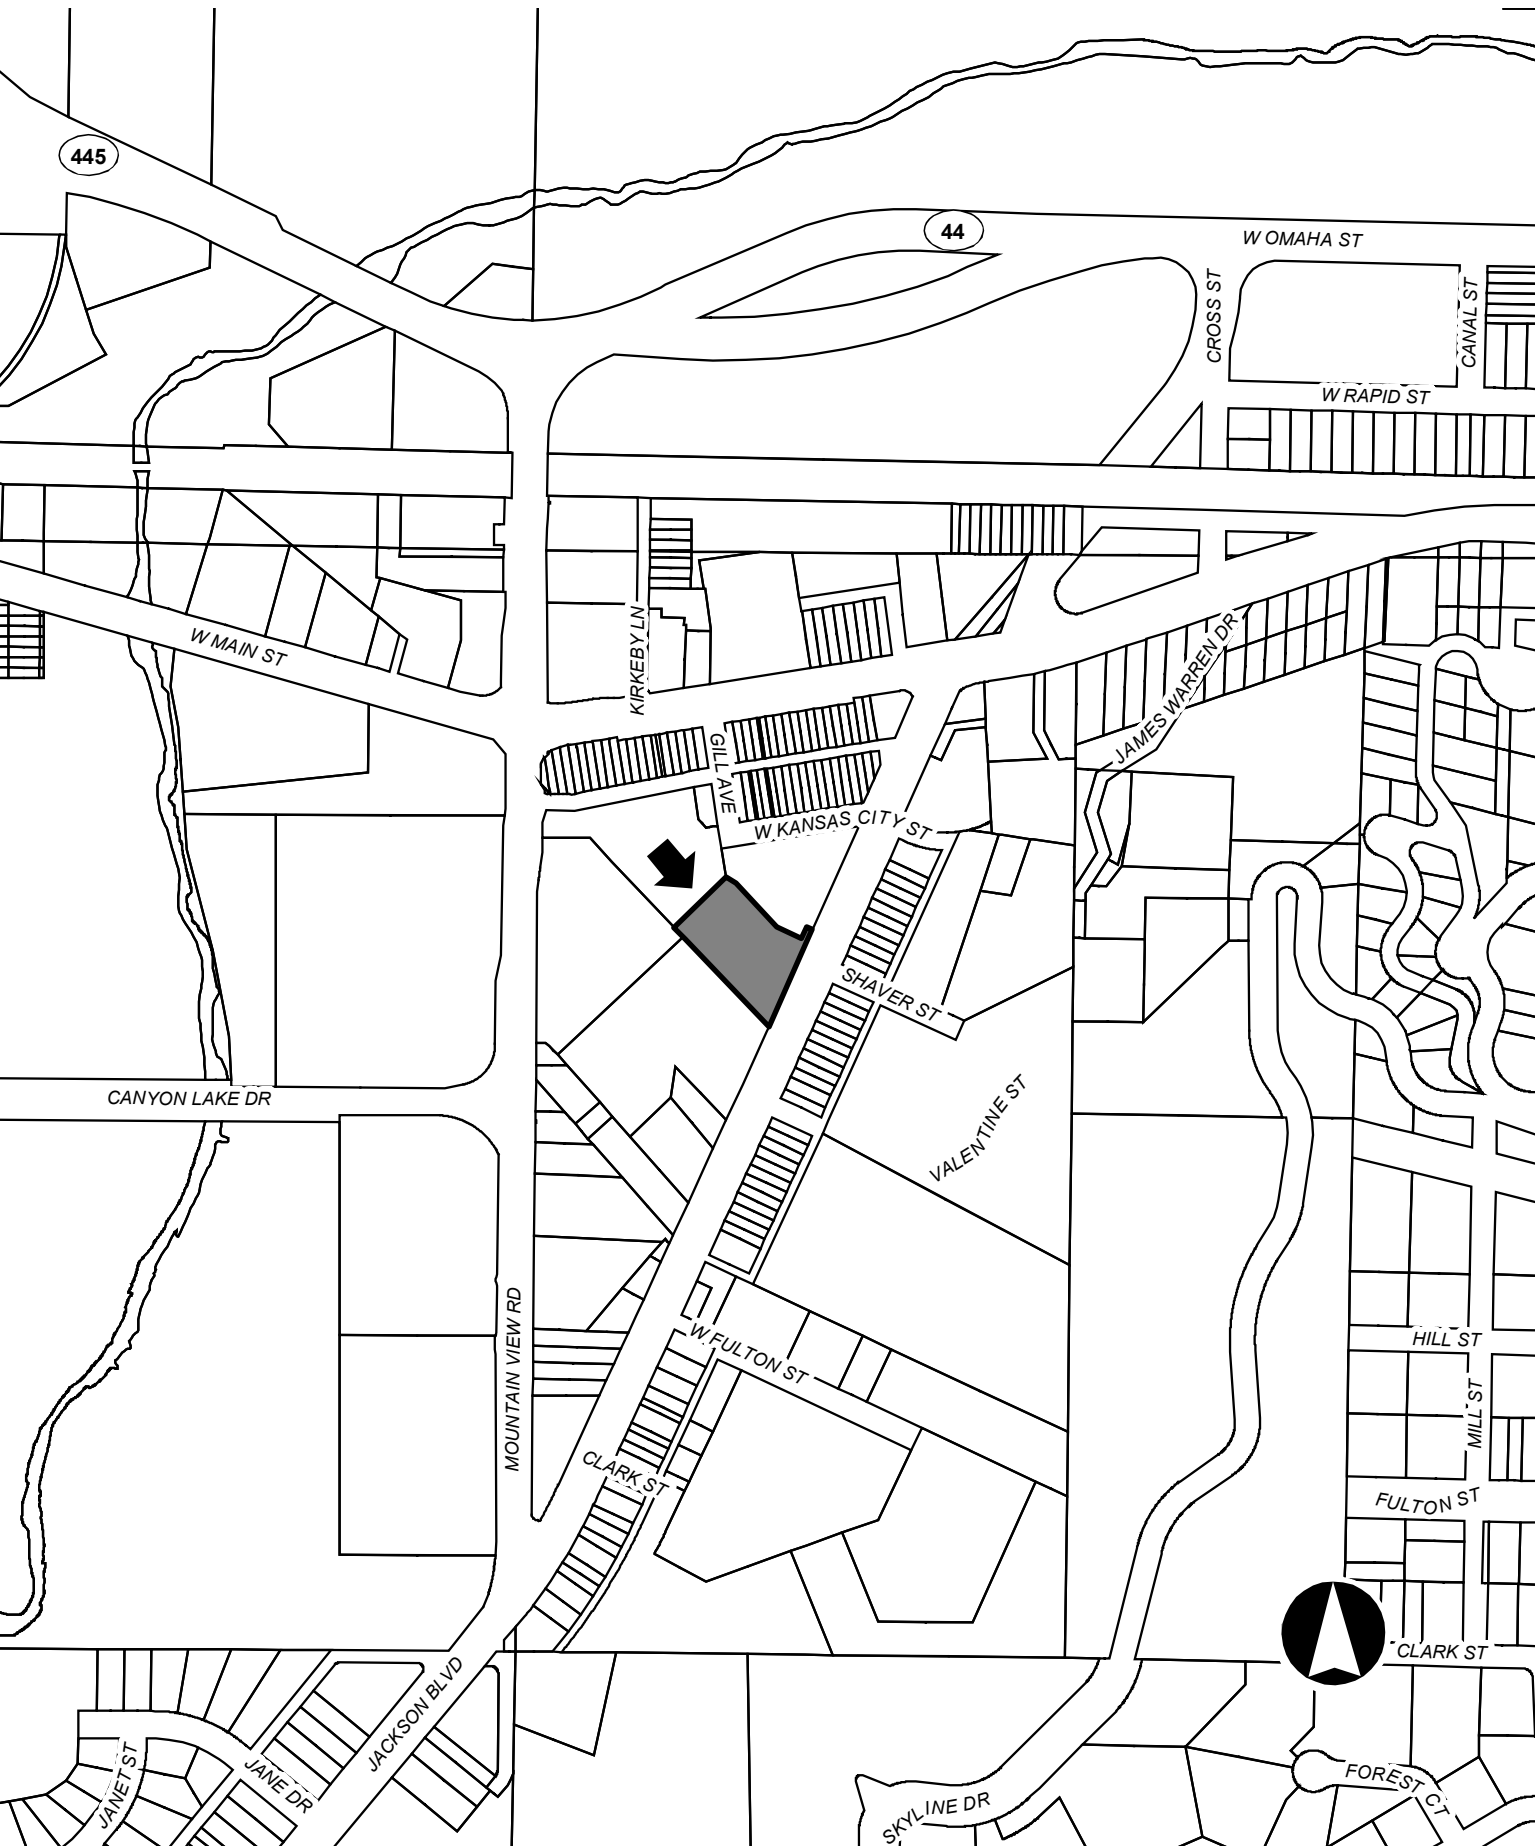 445
44
W OMAHA ST
CROSS ST
CANAL ST
W RAPID ST
W MAIN ST
KIRKEBY LN
JAMES WARREN DR
GILL AVE
W KANSAS CITY ST
SHAVER ST
CANYON LAKE DR
VALENTINE ST
MOUNTAIN VIEW RD
W FULTON ST
HILL ST
MILL ST
CLARK ST
FULTON ST
CLARK ST
JACKSON BLVD
JANET ST
JANE DR
SKYLINE DR
FOREST CT